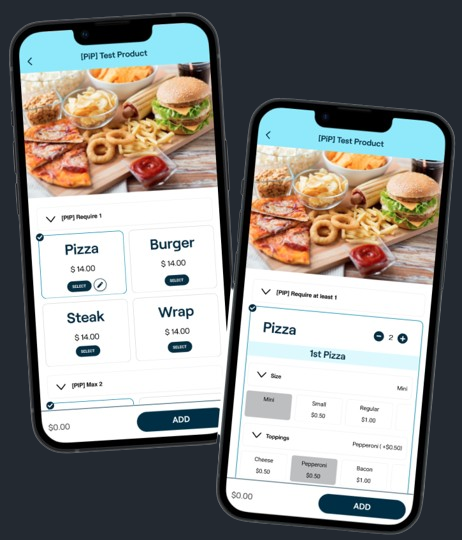 [PiP] Test Product
[PiP] Require 1
Pizza
$ 14.00
SELECT
Burger
$ 14.00
SELECT
Steak
$ 14.00
SELECT
Wrap
$ 14.00
SELECT
[PiP] Max 2
$0.00
ADD
[PiP] Test Product
[PiP] Require at least 1
Pizza
2
1st Pizza
Size
Mini
Mini
Small
$0.50
Regular
$1.00
Toppings
Pepperoni ( +$0.50)
Cheese
$0.50
Pepperoni
$0.50
Bacon
$1.00
$0.00
ADD